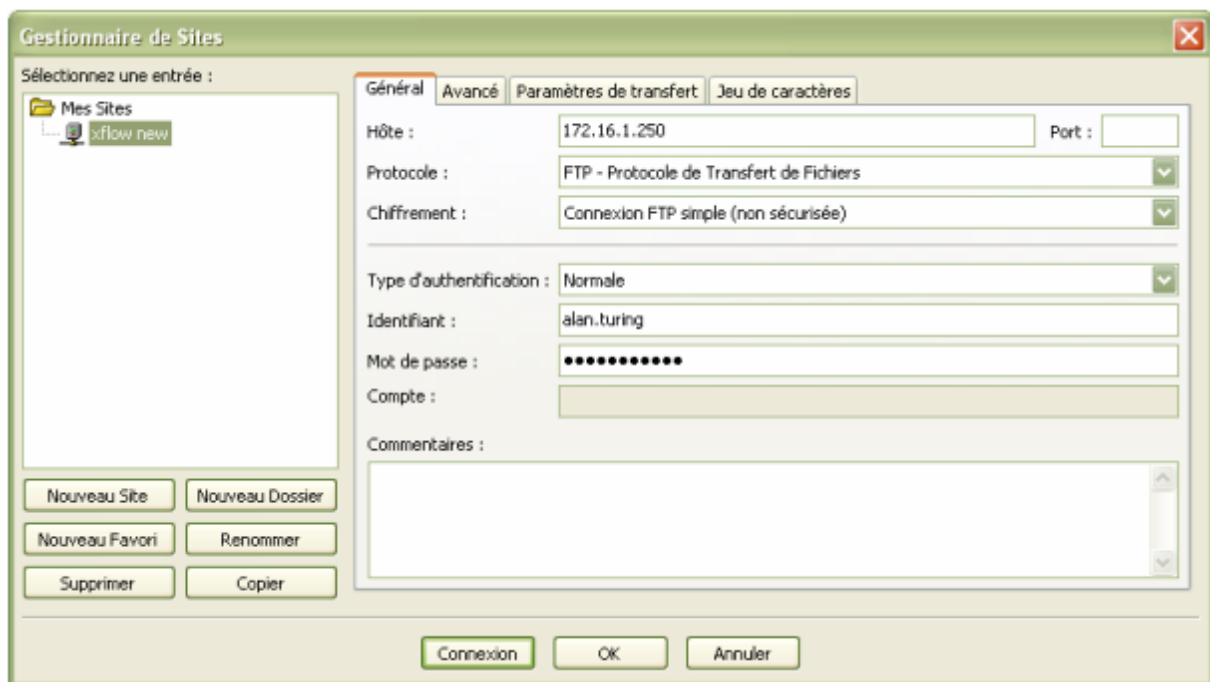 Gestionnaire de Sites
Sélectionnez une entrée :
Mes Sites
xflow new
Nouveau Site
Nouveau Dossier
Nouveau Favori
Renommer
Supprimer
Copier
Général
Avancé
Paramètres de transfert
Jeu de caractères
Hôte : 172.16.1.250 Port :
Protocole : FTP - Protocole de Transfert de Fichiers
Chiffrement : Connexion FTP simple (non sécurisée)
Type d'authentification : Normale
Identifiant : alan.turing
Mot de passe : •••••••••••
Compte :
Commentaires :
Connexion
OK
Annuler